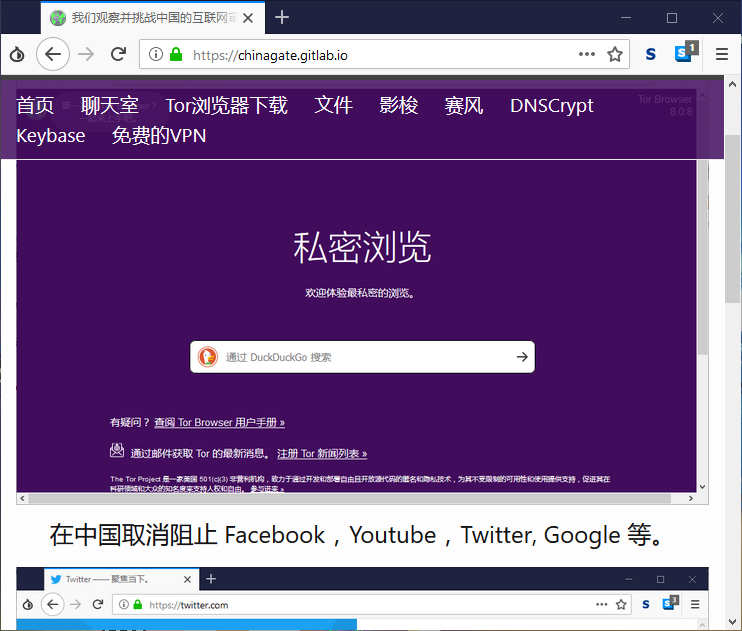 我们观察并挑战中国的互联网
https://chinagate.gitlab.io
S
1
首页 聊天室 Tor浏览器下载 文件 影梭 赛风 DNSCrypt
Keybase 免费的VPN
Tor Browser
8.0.8
私密浏览
欢迎体验最私密的浏览。
通过 DuckDuckGo 搜索
有疑问？ 查阅 Tor Browser 用户手册 »
通过邮件获取 Tor 的最新消息。 注册 Tor 新闻列表 »
The Tor Project 是一家美国 501(c)(3) 非营利机构，致力于通过开发和部署自由且开放源代码的匿名和隐私技术，为其不受限制的可用性和使用提供支持，促进其在
科研领域和大众的知名度来支持人权和自由。 参与进来 »
在中国取消阻止 Facebook，Youtube，Twitter, Google 等。
Twitter —— 聚焦当下。
https://twitter.com
S
3